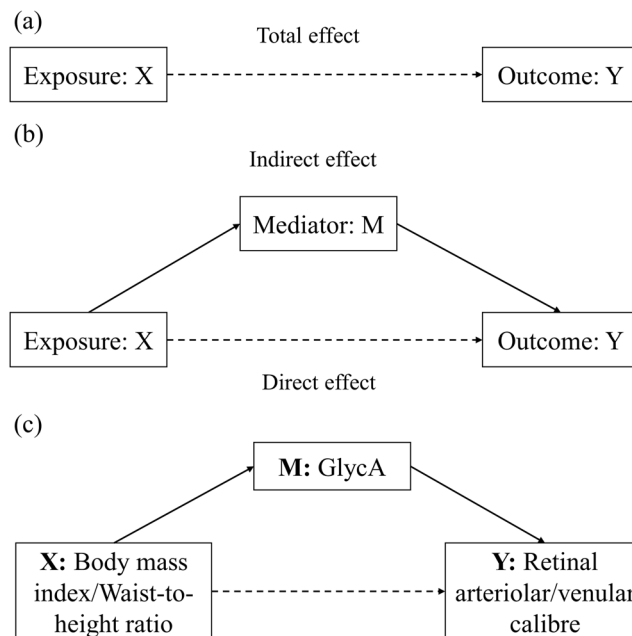 (a)
Total effect
Exposure: X
Outcome: Y
(b)
Indirect effect
Mediator: M
Exposure: X
Outcome: Y
Direct effect
(c)
M: GlycA
X: Body mass
index/Waist-to-
height ratio
Y: Retinal
arteriolar/venular
calibre